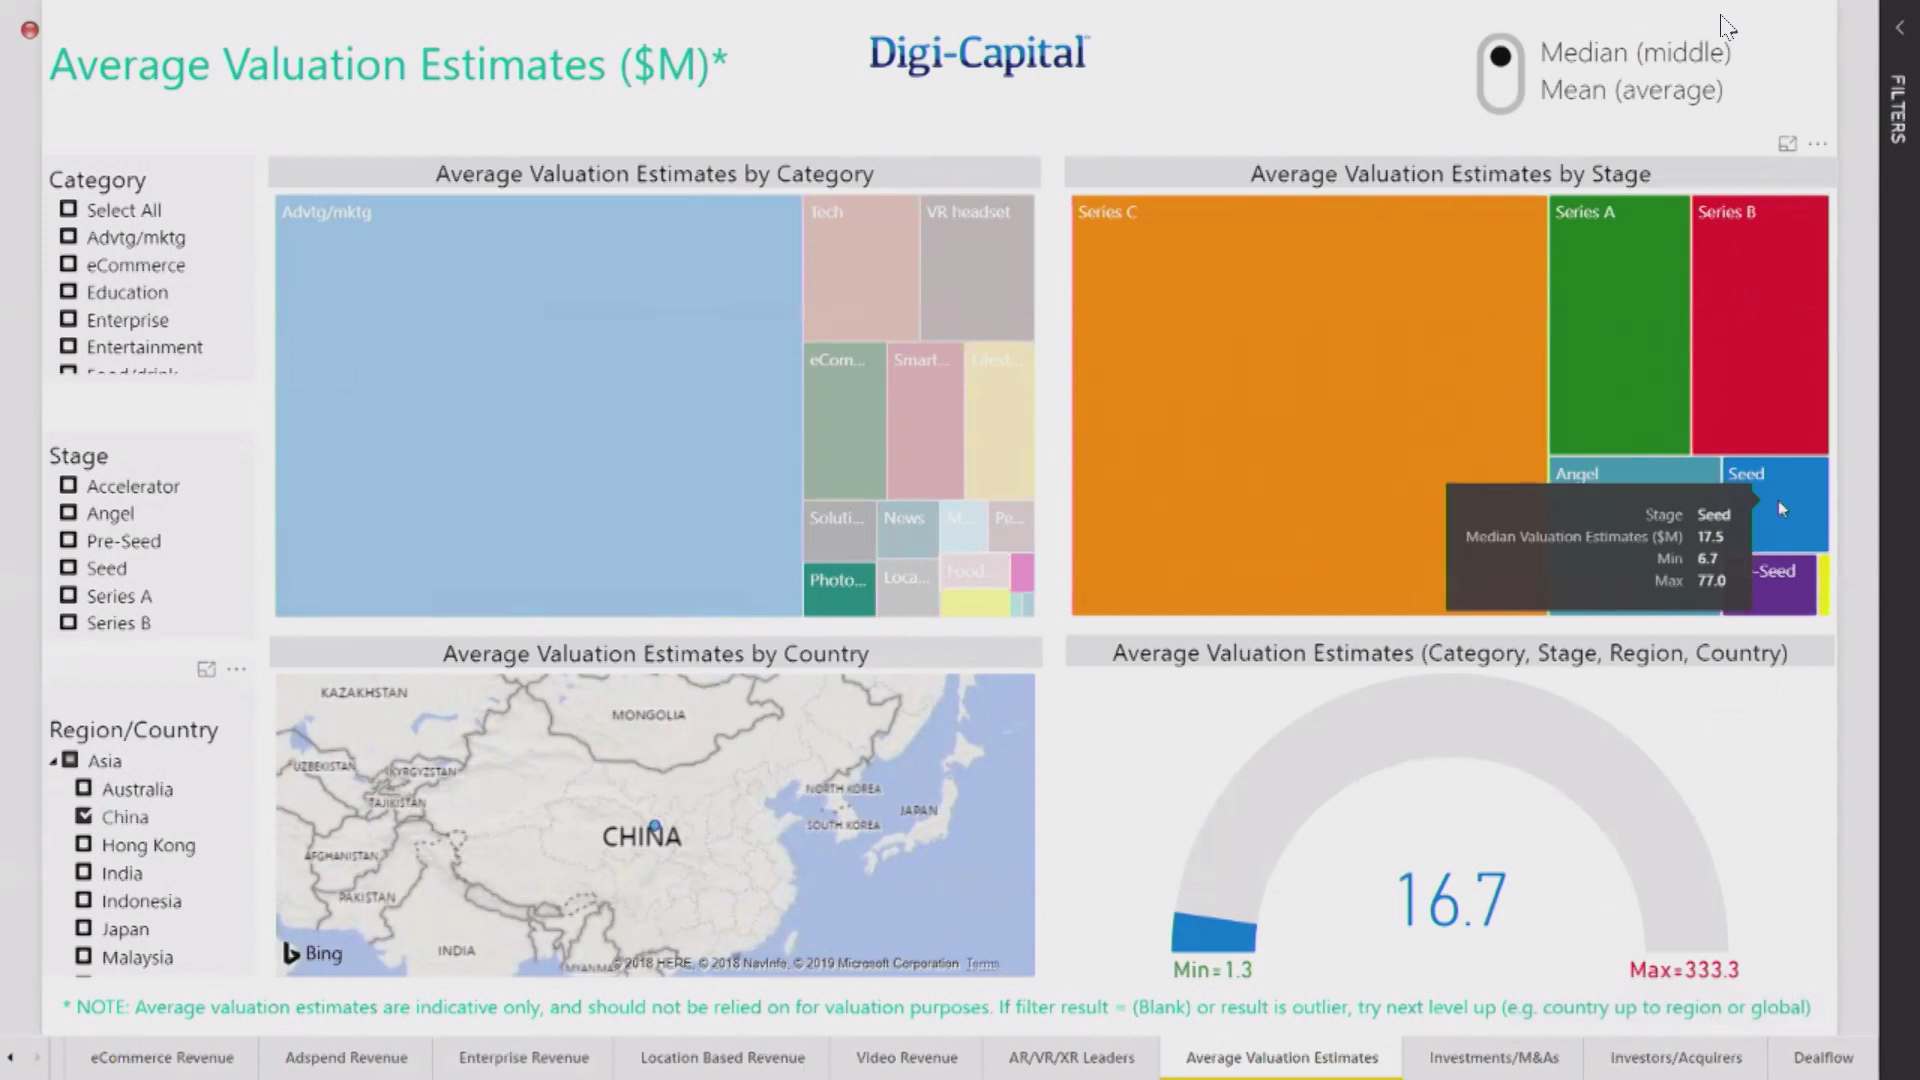 Average Valuation Estimates ($M)*
Digi-Capital™
Median (middle)
Mean (average)
FILTERS
Category
Select All
Advtg/mktg
eCommerce
Education
Enterprise
Entertainment
Food/drink
Stage
Accelerator
Angel
Pre-Seed
Seed
Series A
Series B
Region/Country
Asia
Australia
China
Hong Kong
India
Indonesia
Japan
Malaysia
Average Valuation Estimates by Category
Advtg/mktg
Tech
VR headset
eCom...
Smart...
Lifest...
Soluti...
News
M...
Pe...
Photo...
Loca...
Food...
Average Valuation Estimates by Stage
Series C
Series A
Series B
Angel
Seed
-Seed
Stage Seed
Median Valuation Estimates ($M) 17.5
Min 6.7
Max 77.0
Average Valuation Estimates by Country
KAZAKHSTAN
MONGOLIA
UZBEKISTAN
KYRGYZSTAN
TAJIKISTAN
NORTH KOREA
JAPAN
SOUTH KOREA
CHINA
AFGHANISTAN
PAKISTAN
INDIA
MYANMA
Bing
© 2018 HERE, © 2018 NavInfo, © 2019 Microsoft Corporation Terms
Average Valuation Estimates (Category, Stage, Region, Country)
16.7
Min=1.3
Max=333.3
* NOTE: Average valuation estimates are indicative only, and should not be relied on for valuation purposes. If filter result = (Blank) or result is outlier, try next level up (e.g. country up to region or global)
eCommerce Revenue
Adspend Revenue
Enterprise Revenue
Location Based Revenue
Video Revenue
AR/VR/XR Leaders
Average Valuation Estimates
Investments/M&As
Investors/Acquirers
Dealflow